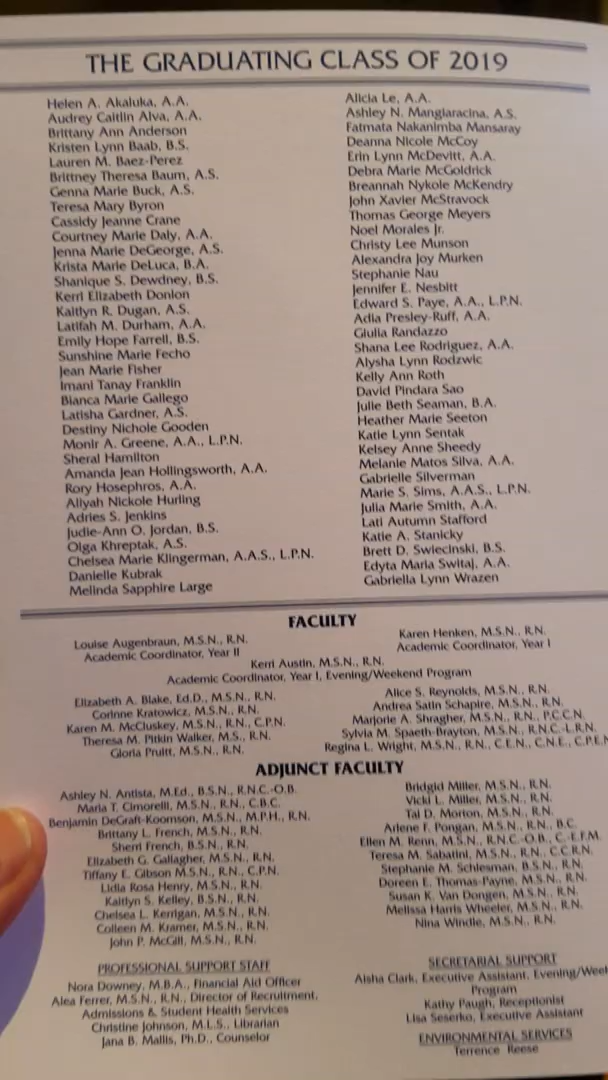 THE GRADUATING CLASS OF 2019
Helen A. Akaluka, A.A.
Audrey Caitlin Alva, A.A.
Brittany Ann Anderson
Kristen Lynn Baab, B.S.
Lauren M. Baez-Perez
Brittney Theresa Baum, A.S.
Genna Marie Buck, A.S.
Teresa Mary Byron
Cassidy Jeanne Crane
Courtney Marie Daly, A.A.
Jenna Marie DeGeorge, A.S.
Krista Marie DeLuca, B.A.
Shanique S. Dewdney, B.S.
Kerri Elizabeth Donlon
Kaitlyn R. Dugan, A.S.
Latifah M. Durham, A.A.
Emily Hope Farrell, B.S.
Sunshine Marie Fecho
Jean Marie Fisher
Imani Tanay Franklin
Bianca Marie Gallego
Latisha Gardner, A.S.
Destiny Nichole Gooden
Monir A. Greene, A.A., L.P.N.
Sheral Hamilton
Amanda Jean Hollingsworth, A.A.
Rory Hosephros, A.A.
Aliyah Nickole Hurling
Adries S. Jenkins
Judie-Ann O. Jordan, B.S.
Olga Khreptak, A.S.
Chelsea Marie Klingerman, A.A.S., L.P.N.
Danielle Kubrak
Melinda Sapphire Large
Alicia Le, A.A.
Ashley N. Mangiaracina, A.S.
Fatmata Nakanimba Mansaray
Deanna Nicole McCoy
Erin Lynn McDevitt, A.A.
Debra Marie McGoldrick
Breannah Nykole McKendry
John Xavier McStravock
Thomas George Meyers
Noel Morales Jr.
Christy Lee Munson
Alexandra Joy Murken
Stephanie Nau
Jennifer E. Nesbitt
Edward S. Paye, A.A., L.P.N.
Adia Presley-Ruff, A.A.
Giulia Randazzo
Shana Lee Rodriguez, A.A.
Alysha Lynn Rodzwic
Kelly Ann Roth
David Pindara Sao
Julie Beth Seaman, B.A.
Heather Marie Seeton
Katie Lynn Sentak
Kelsey Anne Sheedy
Melanie Matos Silva, A.A.
Gabrielle Silverman
Marie S. Sims, A.A.S., L.P.N.
Julia Marie Smith, A.A.
Lati Autumn Stafford
Katie A. Stanicky
Brett D. Swiecinski, B.S.
Edyta Maria Switaj, A.A.
Gabriella Lynn Wrazen
FACULTY
Louise Augenbraun, M.S.N., R.N.
Academic Coordinator, Year II
Karen Henken, M.S.N., R.N.
Academic Coordinator, Year I
Kerri Austin, M.S.N., R.N.
Academic Coordinator, Year I, Evening/Weekend Program
Elizabeth A. Blake, Ed.D., M.S.N., R.N.
Corinne Kratowicz, M.S.N., R.N.
Karen M. McCluskey, M.S.N., R.N., C.P.N.
Theresa M. Pitkin Walker, M.S., R.N.
Gloria Pruitt, M.S.N., R.N.
Alice S. Reynolds, M.S.N., R.N.
Andrea Satin Schapire, M.S.N., R.N.
Marjorie A. Shragher, M.S.N., R.N., P.C.C.N.
Sylvia M. Spaeth-Brayton, M.S.N., R.N.C.-L.R.N.
Regina L. Wright, M.S.N., R.N., C.E.N., C.N.E., C.P.E.N
ADJUNCT FACULTY
Ashley N. Antista, M.Ed., B.S.N., R.N.C.-O.B.
Maria T. Cimorelli, M.S.N., R.N., C.B.C.
Benjamin DeGraft-Koomson, M.S.N., M.P.H., R.N.
Brittany L. French, M.S.N., R.N.
Sherri French, B.S.N., R.N.
Elizabeth G. Gallagher, M.S.N., R.N.
Tiffany E. Gibson M.S.N., R.N., C.P.N.
Lidia Rosa Henry, M.S.N., R.N.
Kaitlyn S. Kelley, B.S.N., R.N.
Chelsea L. Kerrigan, M.S.N., R.N.
Colleen M. Kramer, M.S.N., R.N.
John P. McGill, M.S.N., R.N.
Bridgid Miller, M.S.N., R.N.
Vicki L. Miller, M.S.N., R.N.
Tal D. Morton, M.S.N., R.N.
Arlene F. Pongan, M.S.N., R.N., B.C.
Ellen M. Renn, M.S.N., R.N.C.-O.B., C.-E.F.M.
Teresa M. Sabatini, M.S.N., R.N., C.C.R.N.
Stephanie M. Schlesman, B.S.N., R.N.
Doreen E. Thomas-Payne, M.S.N., R.N.
Susan K. Van Dongen, M.S.N., R.N.
Melissa Harris Wheeler, M.S.N., R.N.
Nina Windle, M.S.N., R.N.
PROFESSIONAL SUPPORT STAFF
Nora Downey, M.B.A., Financial Aid Officer
Alea Ferrer, M.S.N., R.N., Director of Recruitment,
Admissions & Student Health Services
Christine Johnson, M.L.S., Librarian
Jana B. Mallis, Ph.D., Counselor
SECRETARIAL SUPPORT
Aisha Clark, Executive Assistant, Evening/Week
Program
Kathy Paugh, Receptionist
Lisa Seserko, Executive Assistant
ENVIRONMENTAL SERVICES
Terrence Reese